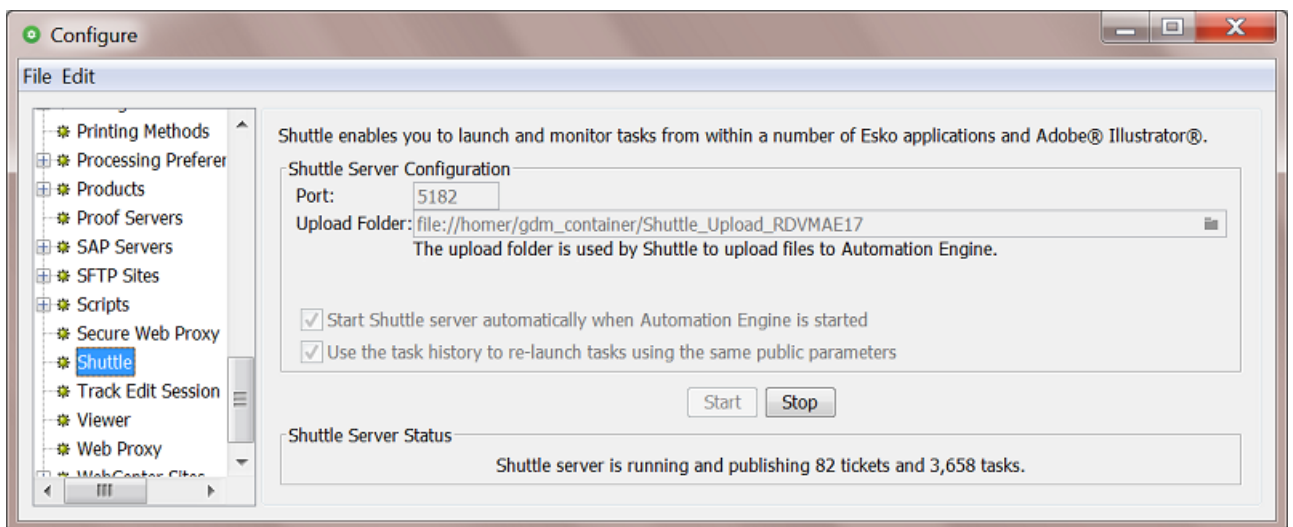 Configure
File Edit
Printing Methods
Processing Prefer
Products
Proof Servers
SAP Servers
SFTP Sites
Scripts
Secure Web Proxy
Shuttle
Track Edit Session
Viewer
Web Proxy
WebCenter Sites
Shuttle enables you to launch and monitor tasks from within a number of Esko applications and Adobe® Illustrator®.
Shuttle Server Configuration
Port: 5182
Upload Folder: file://homer/gdm_container/Shuttle_Upload_RDVMAE17
The upload folder is used by Shuttle to upload files to Automation Engine.
Start Shuttle server automatically when Automation Engine is started
Use the task history to re-launch tasks using the same public parameters
Start Stop
Shuttle Server Status
Shuttle server is running and publishing 82 tickets and 3,658 tasks.